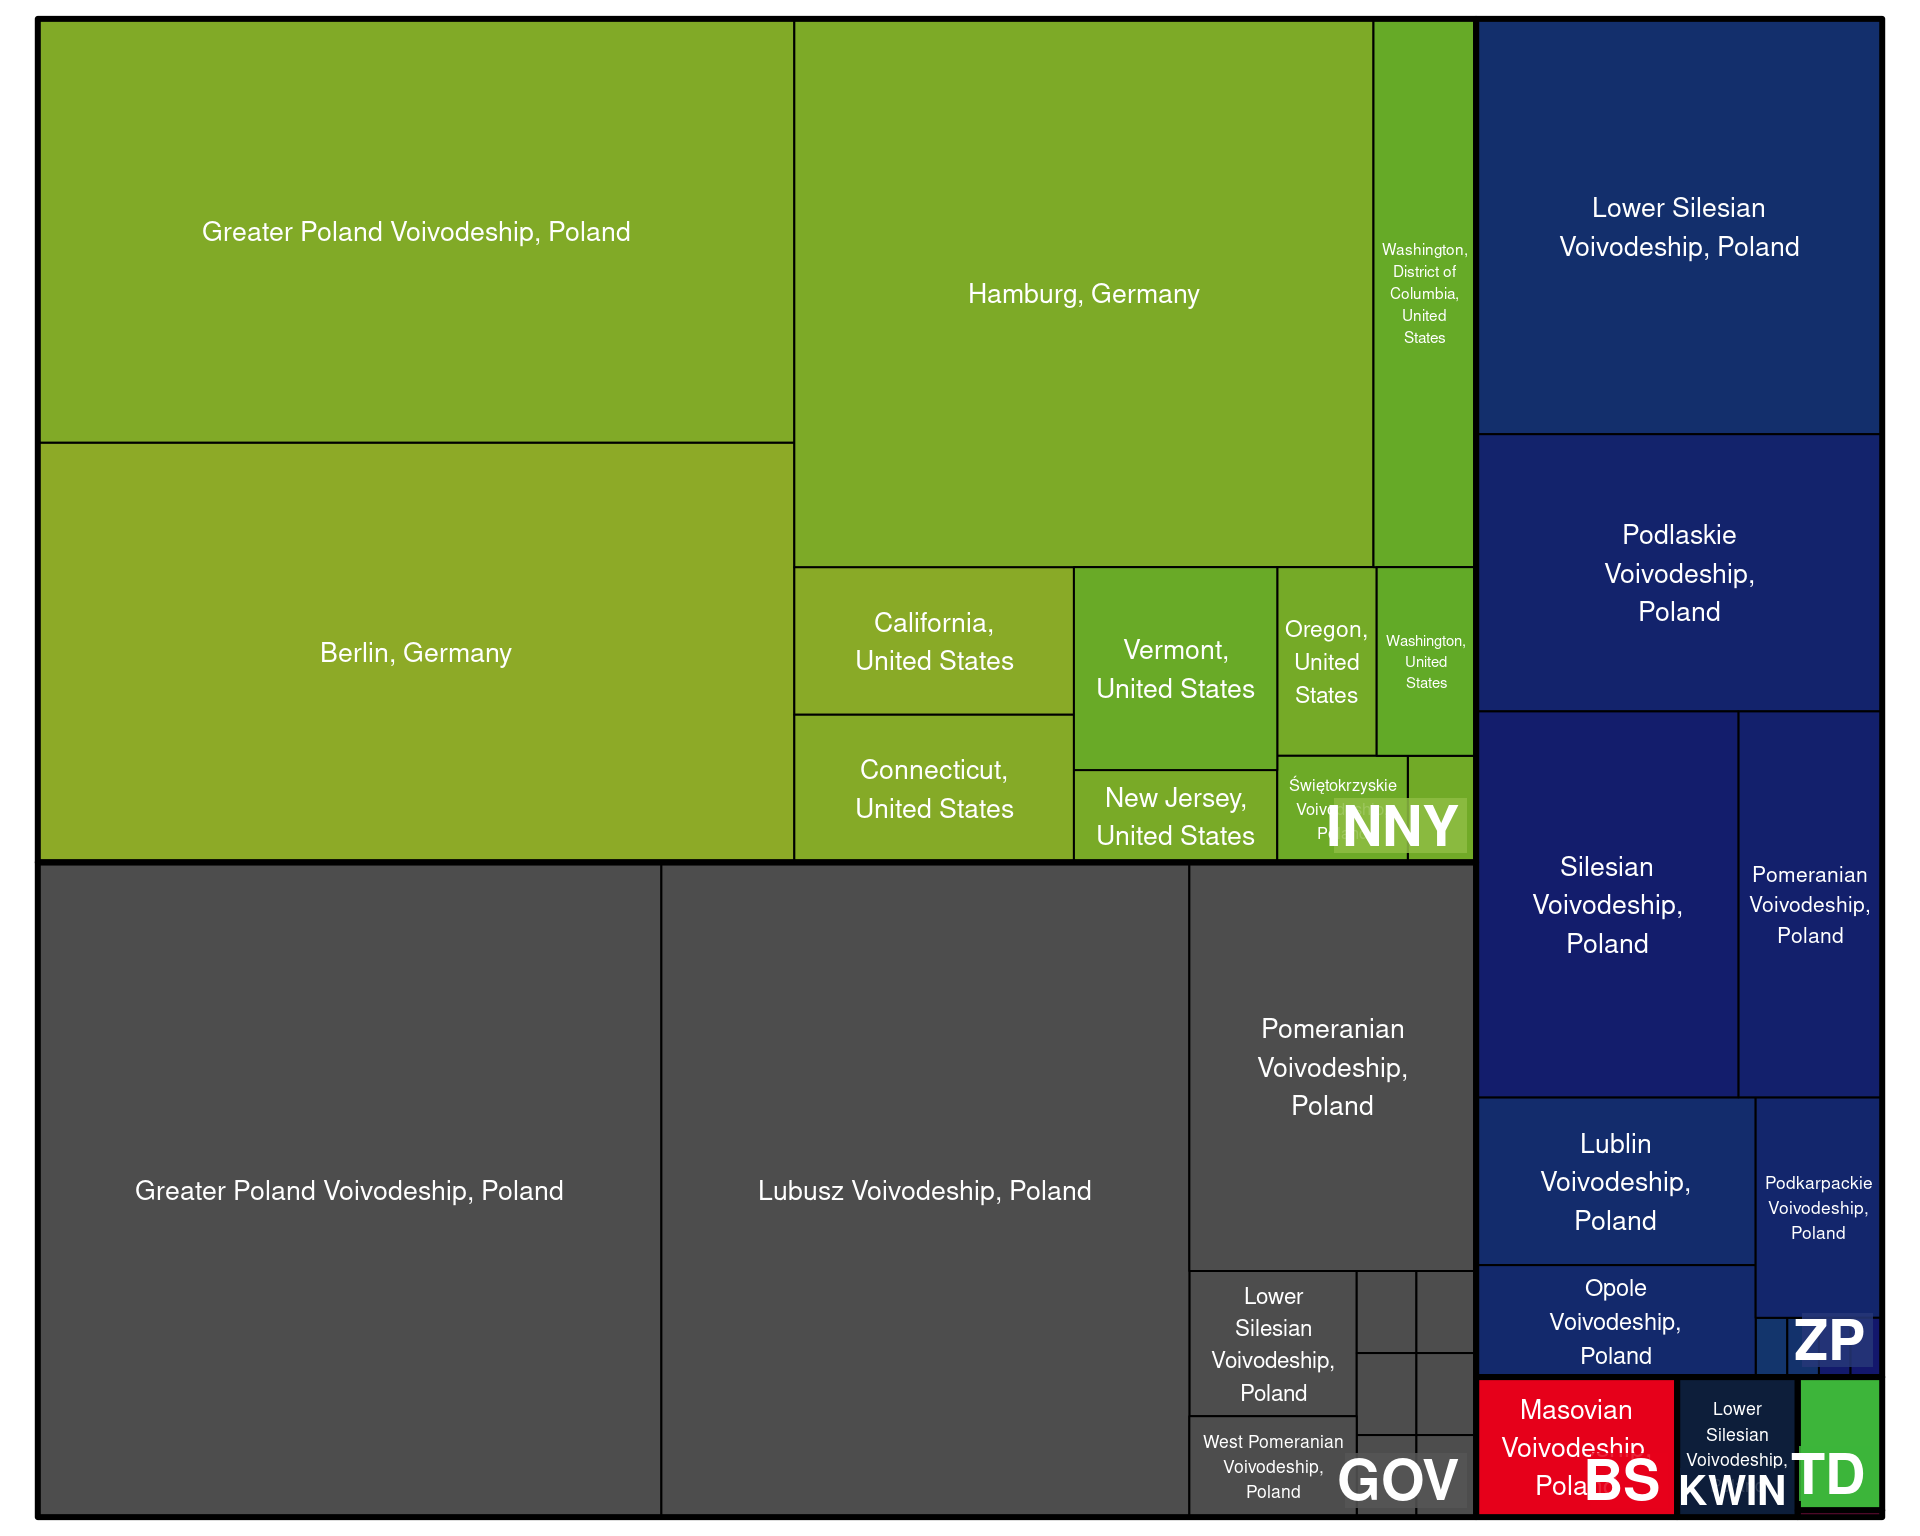 Greater Poland Voivodeship, Poland
Berlin, Germany
Hamburg, Germany
Washington,
District of
Columbia,
United
States
California,
United States
Connecticut,
United States
Vermont,
United States
New Jersey,
United States
Oregon,
United
States
Washington,
United
States
Świętokrzyskie
INNY
Greater Poland Voivodeship, Poland
Lubusz Voivodeship, Poland
Pomeranian
Voivodeship,
Poland
Lower
Silesian
Voivodeship,
Poland
West Pomeranian
Voivodeship,
Poland
GOV
Lower Silesian
Voivodeship, Poland
Podlaskie
Voivodeship,
Poland
Silesian
Voivodeship,
Poland
Pomeranian
Voivodeship,
Poland
Lublin
Voivodeship,
Poland
Podkarpackie
Voivodeship,
Poland
Opole
Voivodeship,
Poland
ZP
Masovian
Voivodeship,
BS
Lower
Silesian
Voivodeship,
KWIN
TD